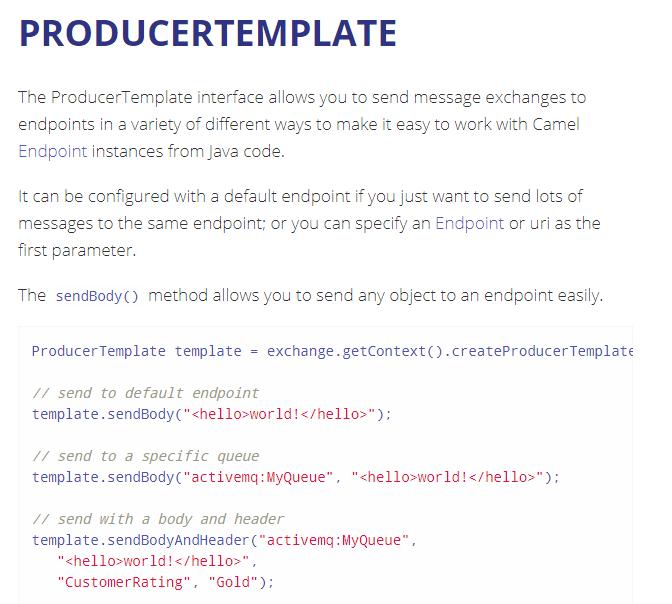 PRODUCERTEMPLATE
The ProducerTemplate interface allows you to send message exchanges to
endpoints in a variety of different ways to make it easy to work with Camel
Endpoint instances from Java code.
It can be configured with a default endpoint if you just want to send lots of
messages to the same endpoint; or you can specify an Endpoint or uri as the
first parameter.
The sendBody() method allows you to send any object to an endpoint easily.
ProducerTemplate template = exchange.getContext().createProducerTemplate
// send to default endpoint
template.sendBody("<hello>world!</hello>");
// send to a specific queue
template.sendBody("activemq:MyQueue", "<hello>world!</hello>");
// send with a body and header
template.sendBodyAndHeader("activemq:MyQueue",
"<hello>world!</hello>",
"CustomerRating", "Gold");